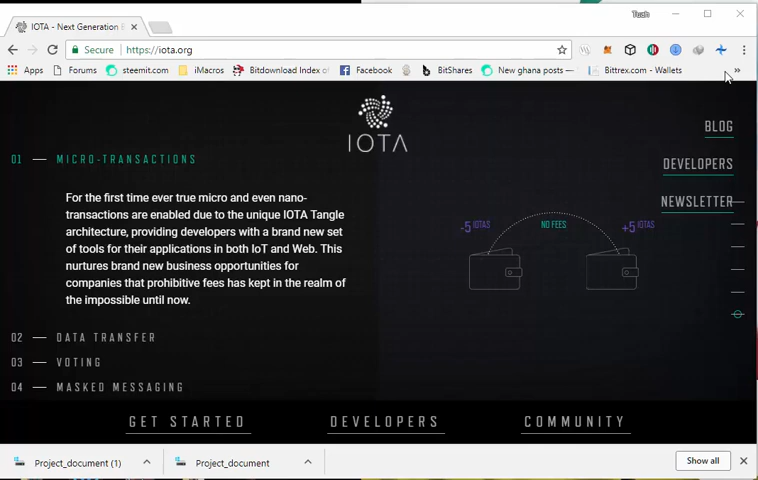 Tuah
IOTA - Next Generation
Secure
https://iota.org
Apps
Forums
steemit.com
iMacros
Bitdownload Index of
Facebook
BitShares
New ghana posts —
Bittrex.com - Wallets
IOTA
BLOG
DEVELOPERS
NEWSLETTER
01 — MICRO-TRANSACTIONS
For the first time ever true micro and even nano-
transactions are enabled due to the unique IOTA Tangle
architecture, providing developers with a brand new set
of tools for their applications in both IoT and Web. This
nurtures brand new business opportunities for
companies that prohibitive fees has kept in the realm of
the impossible until now.
-5 IOTAS
NO FEES
+5 IOTAS
02 — DATA TRANSFER
03 — VOTING
04 — MASKED MESSAGING
GET STARTED
DEVELOPERS
COMMUNITY
Project_document (1)
Project_document
Show all